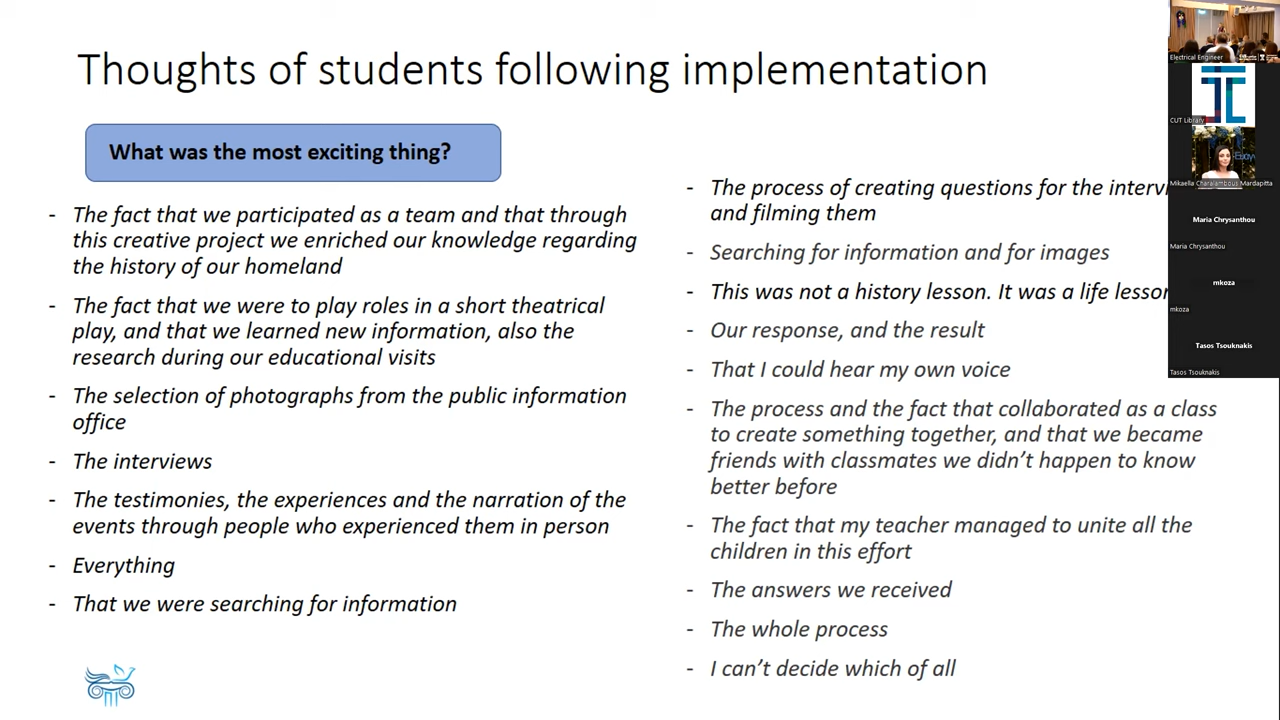 Thoughts of students following implementation
What was the most exciting thing?
- The fact that we participated as a team and that through
this creative project we enriched our knowledge regarding
the history of our homeland
- The fact that we were to play roles in a short theatrical
play, and that we learned new information, also the
research during our educational visits
- The selection of photographs from the public information
office
- The interviews
- The testimonies, the experiences and the narration of the
events through people who experienced them in person
- Everything
- That we were searching for information
- The process of creating questions for the
and filming them
- Searching for information and for images
- This was not a history lesson. It was a life
- Our response, and the result
- That I could hear my own voice
- The process and the fact that collaborated as a class
to create something together, and that we became
friends with classmates we didn’t happen to know
better before
- The fact that my teacher managed to unite all the
children in this effort
- The answers we received
- The whole process
- I can’t decide which of all
Electrical Engineer
CUT Library
Mikaella Charalambous Mardapitta
Maria Chrysanthou
Maria Chrysanthou
mkoza
mkoza
Tasos Tsouknakis
Tasos Tsouknakis